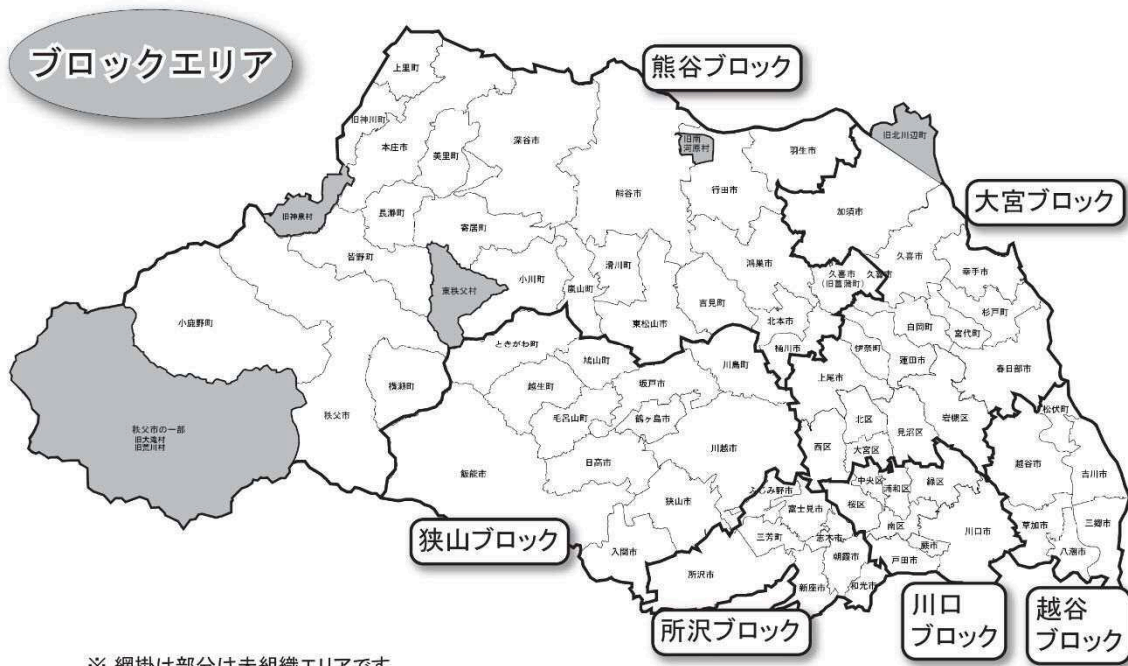 ブロックエリア
熊谷ブロック
大宮ブロック
狭山ブロック
所沢ブロック
川口
ブロック
越谷
ブロック
上里町
旧神川町
本庄市
美里町
深谷市
熊谷市
旧南
河原村
行田市
羽生市
旧北川辺町
加須市
旧神泉村
長瀞町
寄居町
皆野町
東秩父村
小川町
嵐山町
滑川町
東松山市
吉見町
鴻巣市
北本市
桶川市
久喜市
(旧菖蒲町)
久喜市
久喜市
幸手市
杉戸町
宮代町
白岡町
伊奈町
蓮田市
春日部市
上尾市
北区
西区
大宮区
見沼区
岩槻区
小鹿野町
秩父市
横瀬町
秩父市の一部
旧大滝村
旧荒川村
ときがわ町
鳩山町
越生町
坂戸市
川島町
毛呂山町
鶴ヶ島市
川越市
飯能市
日高市
狭山市
入間市
ふじみ野市
富士見市
三芳町
志木市
所沢市
朝霞市
新座市
和光市
中央区
浦和区
緑区
桜区
南区
川口市
蕨市
戸田市
松伏町
越谷市
吉川市
草加市
三郷市
八潮市
※ 網掛け部分は未組織エリアです